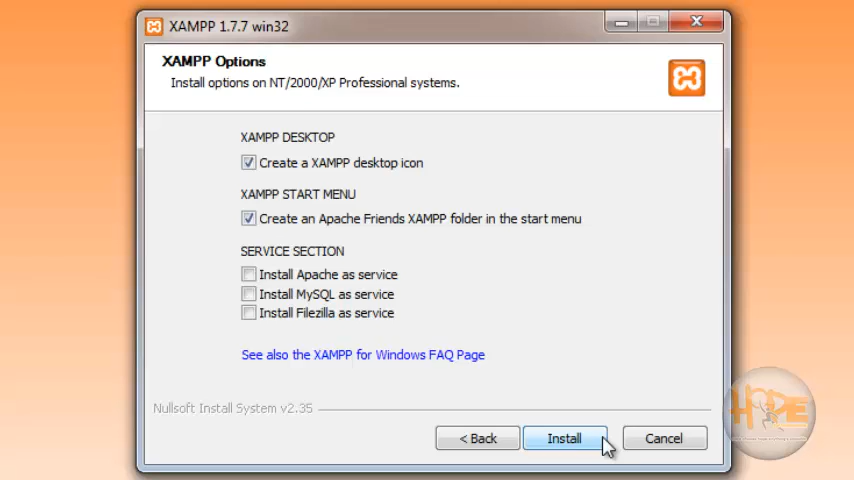 XAMPP 1.7.7 win32
XAMPP Options
Install options on NT/2000/XP Professional systems.
XAMPP DESKTOP
Create a XAMPP desktop icon
XAMPP START MENU
Create an Apache Friends XAMPP folder in the start menu
SERVICE SECTION
Install Apache as service
Install MySQL as service
Install Filezilla as service
See also the XAMPP for Windows FAQ Page
Nullsoft Install System v2.35
< Back
Install
Cancel
HOPE